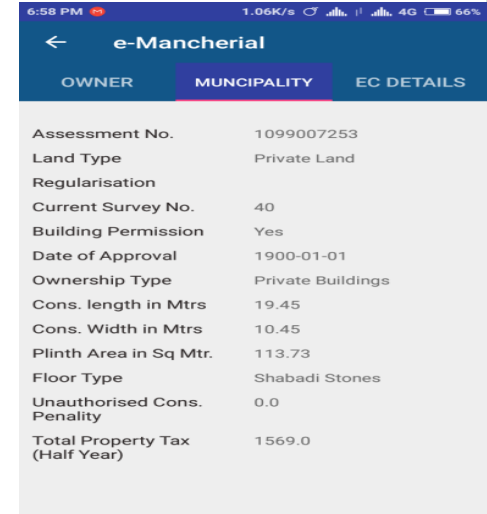 6:58 PM 1.06K/s 4G 66%
← e-Mancherial
OWNER MUNCIPALITY EC DETAILS
Assessment No. 1099007253
Land Type Private Land
Regularisation
Current Survey No. 40
Building Permission Yes
Date of Approval 1900-01-01
Ownership Type Private Buildings
Cons. length in Mtrs 19.45
Cons. Width in Mtrs 10.45
Plinth Area in Sq Mtr. 113.73
Floor Type Shabadi Stones
Unauthorised Cons. 0.0
Penality
Total Property Tax 1569.0
(Half Year)